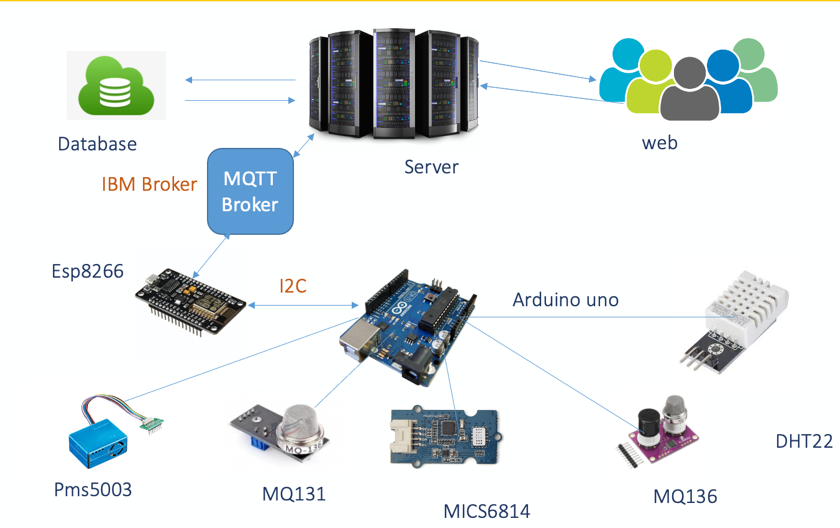 Database
Server
web
IBM Broker
MQTT
Broker
Esp8266
I2C
Arduino uno
Pms5003
MQ131
MICS6814
MQ136
DHT22